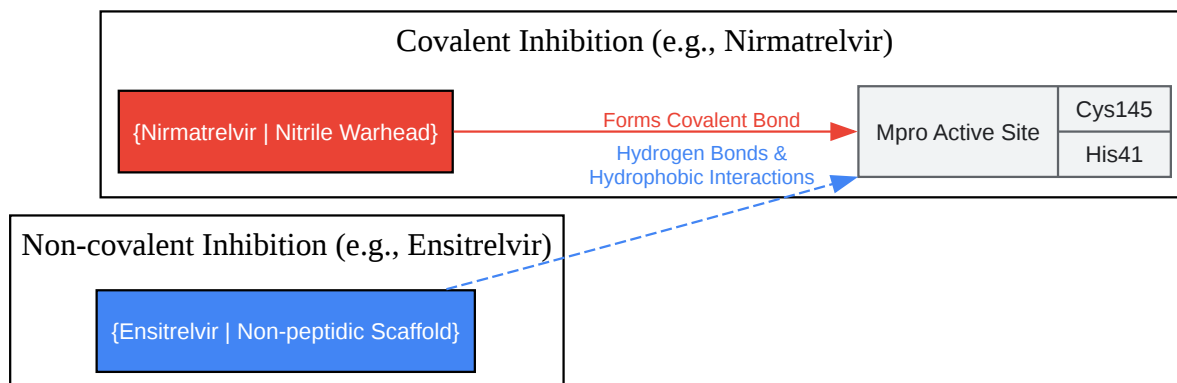 Covalent Inhibition (e.g., Nirmatrelvir)
{Nirmatrelvir | Nitrile Warhead}
Forms Covalent Bond
Hydrogen Bonds &
Hydrophobic Interactions
Mpro Active Site
Cys145
His41
Non-covalent Inhibition (e.g., Ensitrelvir)
{Ensitrelvir | Non-peptidic Scaffold}